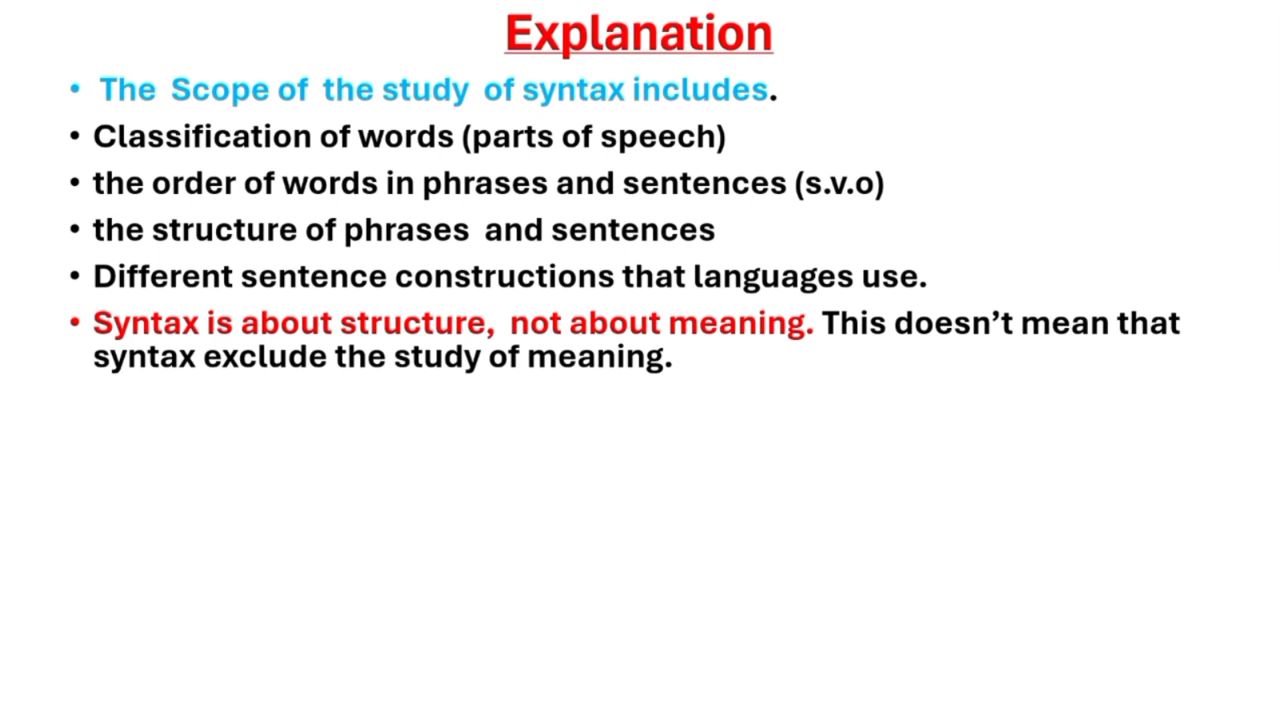 Explanation
• The Scope of the study of syntax includes.
• Classification of words (parts of speech)
• the order of words in phrases and sentences (s.v.o)
• the structure of phrases and sentences
• Different sentence constructions that languages use.
• Syntax is about structure, not about meaning. This doesn’t mean that
syntax exclude the study of meaning.